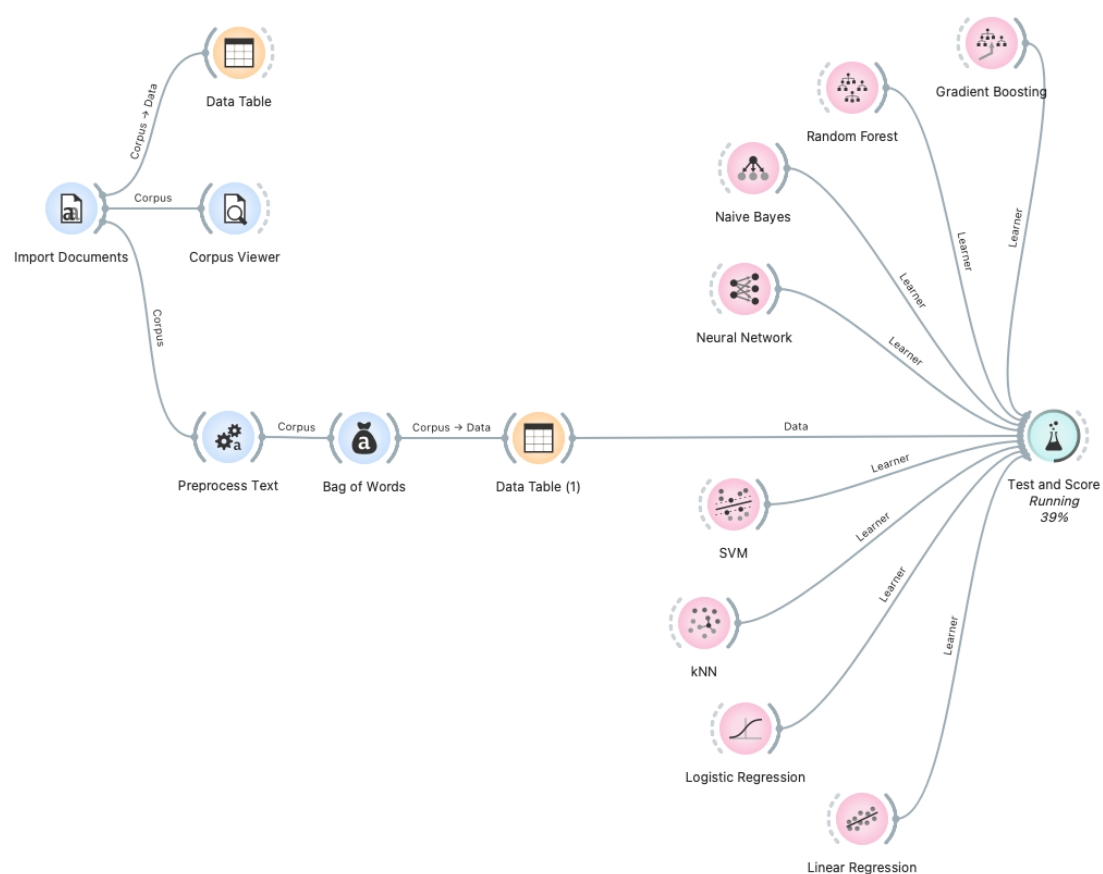 Data Table
Corpus → Data
Import Documents
Corpus
Corpus Viewer
Corpus
Preprocess Text
Corpus
Bag of Words
Corpus → Data
Data Table (1)
Data
Gradient Boosting
Learner
Random Forest
Learner
Naive Bayes
Learner
Neural Network
Learner
Test and Score
Running
39%
SVM
Learner
kNN
Learner
Logistic Regression
Learner
Linear Regression
Learner